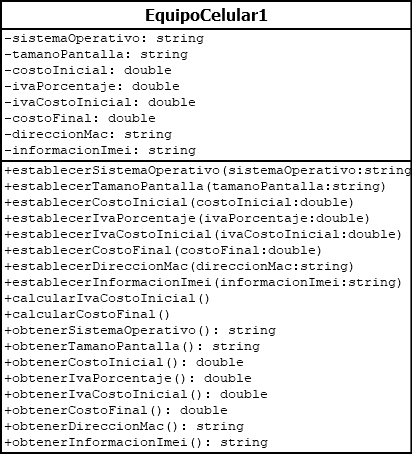 EquipoCelular1
-sistemaOperativo: string
-tamanoPantalla: string
-costoInicial: double
-ivaPorcentaje: double
-ivaCostoInicial: double
-costoFinal: double
-direccionMac: string
-informacionImei: string
+establecerSistemaOperativo(sistemaOperativo:string
+establecerTamanoPantalla(tamanoPantalla:string)
+establecerCostoInicial(costoInicial:double)
+establecerIvaPorcentaje(ivaPorcentaje:double)
+establecerIvaCostoInicial(ivaCostoInicial:double)
+establecerCostoFinal(costoFinal:double)
+establecerDireccionMac(direccionMac:string)
+establecerInformacionImei(informacionImei:string)
+calcularIvaCostoInicial()
+calcularCostoFinal()
+obtenerSistemaOperativo(): string
+obtenerTamanoPantalla(): string
+obtenerCostoInicial(): double
+obtenerIvaPorcentaje(): double
+obtenerIvaCostoInicial(): double
+obtenerCostoFinal(): double
+obtenerDireccionMac(): string
+obtenerInformacionImei(): string